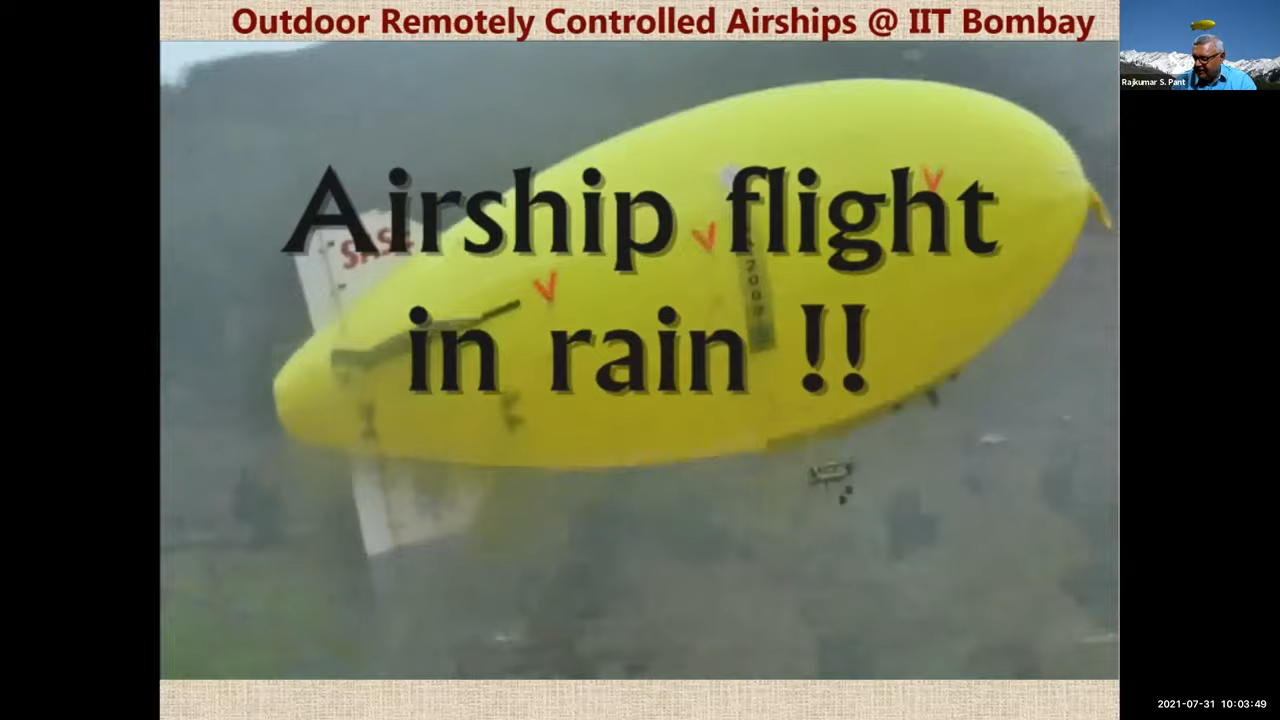 Outdoor Remotely Controlled Airships @ IIT Bombay
Rajkumar S. Pant
Airship flight
in rain !!
2021-07-31 10:03:49